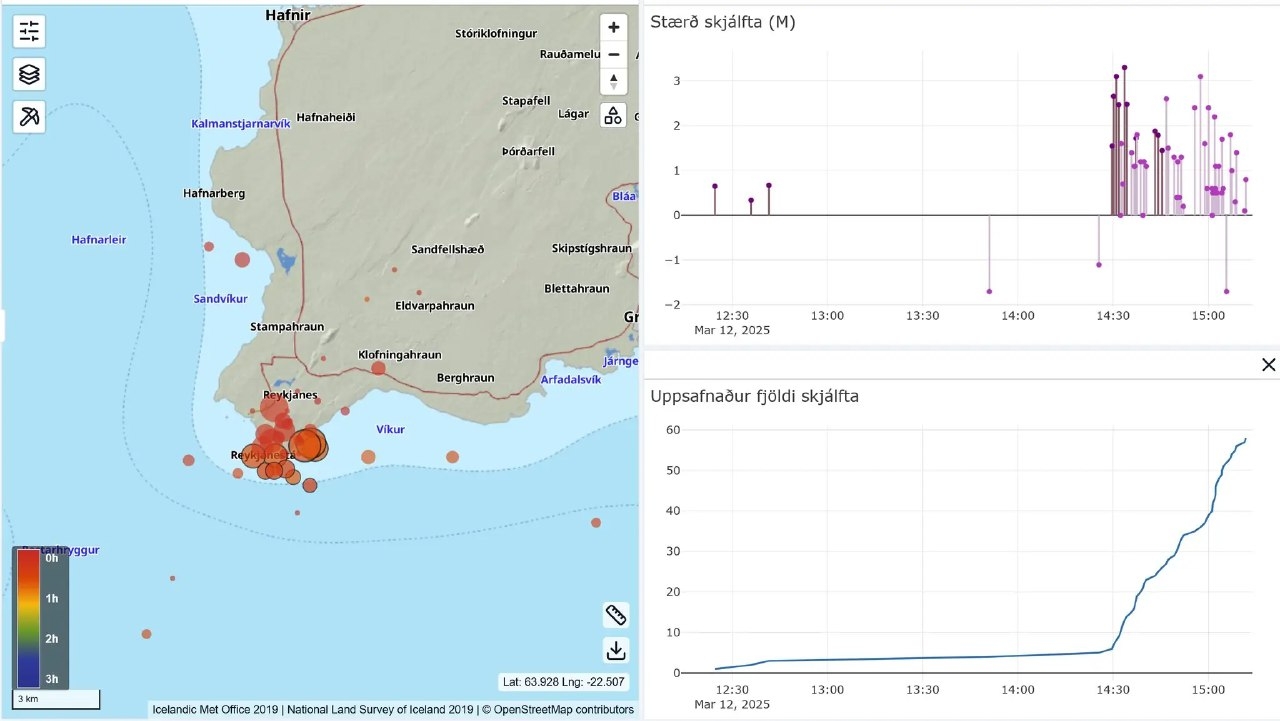 Hafnir
Stóriklofningur
Rauðamelu
Stapafell
Lágar
Hafnaheiði
Kalmanstjarnarvík
Þórðarfell
Hafnarberg
Bláa
Hafnarleir
Sandfellshæð
Skipstígshraun
Blettahraun
Sandvíkur
Eldvarpahraun
Gr
Stampahraun
Klofningahraun
Járnge
Berghraun
Arfadalsvík
Reykjanes
Víkur
Reykjanestá
0h
1h
2h
3h
3 km
Lat: 63.928 Lng: -22.507
Icelandic Met Office 2019 | National Land Survey of Iceland 2019 | © OpenStreetMap contributors
Stærð skjálfta (M)
3
2
1
0
−1
−2
12:30 13:00 13:30 14:00 14:30 15:00
Mar 12, 2025
Uppsafnaður fjöldi skjálfta
60
50
40
30
20
10
0
12:30 13:00 13:30 14:00 14:30 15:00
Mar 12, 2025